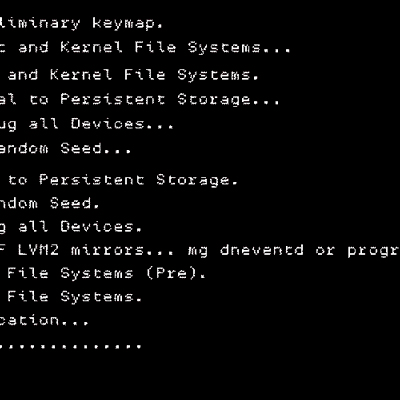 liminary keymap.
c and Kernel File Systems...
and Kernel File Systems.
al to Persistent Storage...
ug all Devices...
andom Seed...
to Persistent Storage.
ndom Seed.
g all Devices.
F LVM2 mirrors... mg dneventd or progr
File Systems (Pre).
File Systems.
cation...
..............